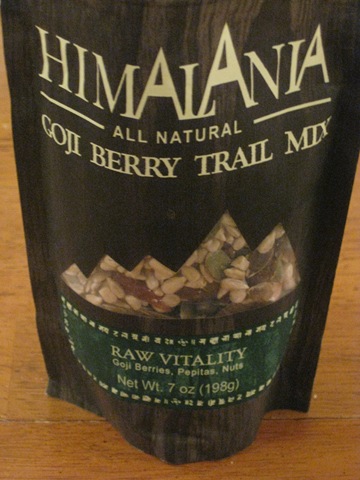 HIMALANIA
ALL NATURAL
GOJI BERRY TRAIL MIX
RAW VITALITY
Goji Berries, Pepitas, Nuts
Net Wt. 7 oz (198g)